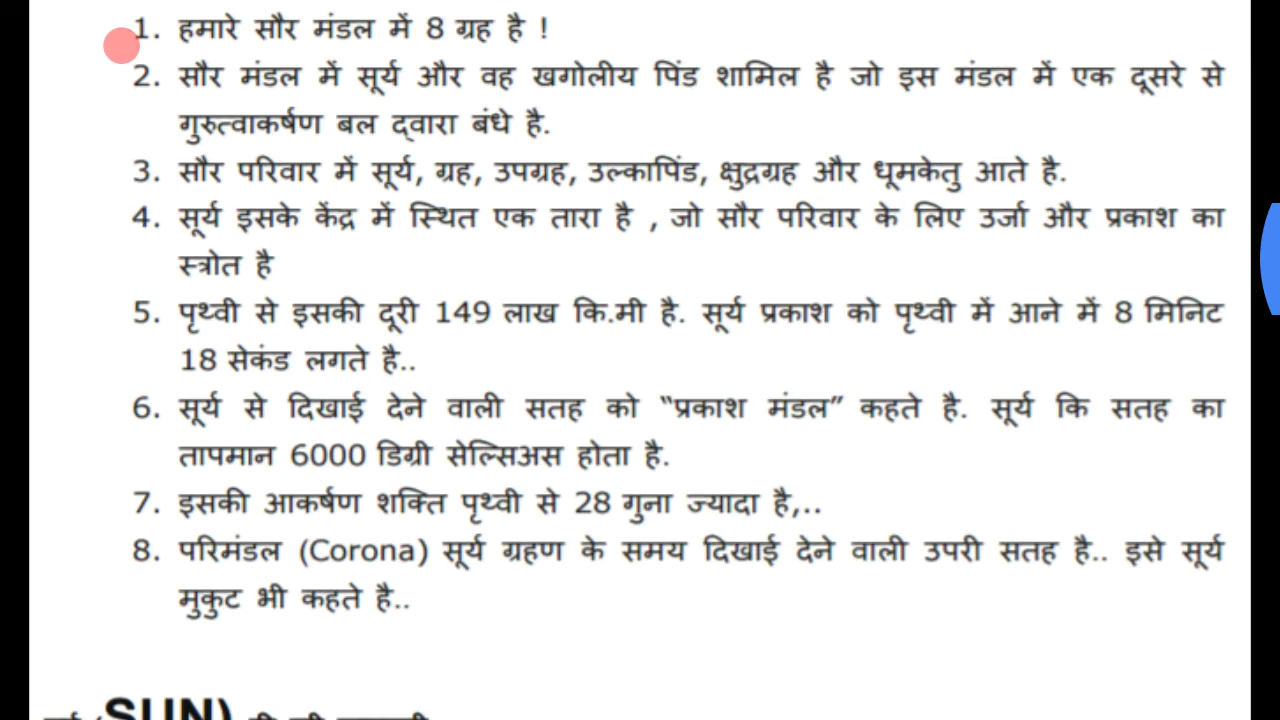 1. हमारे सौर मंडल में 8 ग्रह है !
2. सौर मंडल में सूर्य और वह खगोलीय पिंड शामिल है जो इस मंडल में एक दूसरे से
गुरुत्वाकर्षण बल द्वारा बंधे है.
3. सौर परिवार में सूर्य, ग्रह, उपग्रह, उल्कापिंड, क्षुद्रग्रह और धूमकेतु आते है.
4. सूर्य इसके केंद्र में स्थित एक तारा है , जो सौर परिवार के लिए उर्जा और प्रकाश का
स्त्रोत है
5. पृथ्वी से इसकी दूरी 149 लाख कि.मी है. सूर्य प्रकाश को पृथ्वी में आने में 8 मिनिट
18 सेकंड लगते है..
6. सूर्य से दिखाई देने वाली सतह को “प्रकाश मंडल” कहते है. सूर्य कि सतह का
तापमान 6000 डिग्री सेल्सिअस होता है.
7. इसकी आकर्षण शक्ति पृथ्वी से 28 गुना ज्यादा है,..
8. परिमंडल (Corona) सूर्य ग्रहण के समय दिखाई देने वाली उपरी सतह है.. इसे सूर्य
मुकुट भी कहते है..
(SUN)